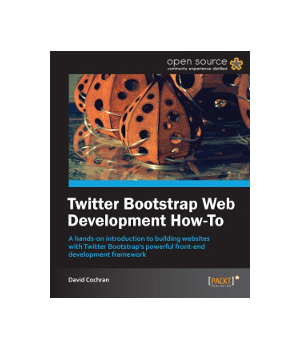 open source
community experience distilled
Twitter Bootstrap Web
Development How-To
A hands-on introduction to building websites
with Twitter Bootstrap's powerful front-end
development framework
David Cochran
[PACKT]
PUBLISHING